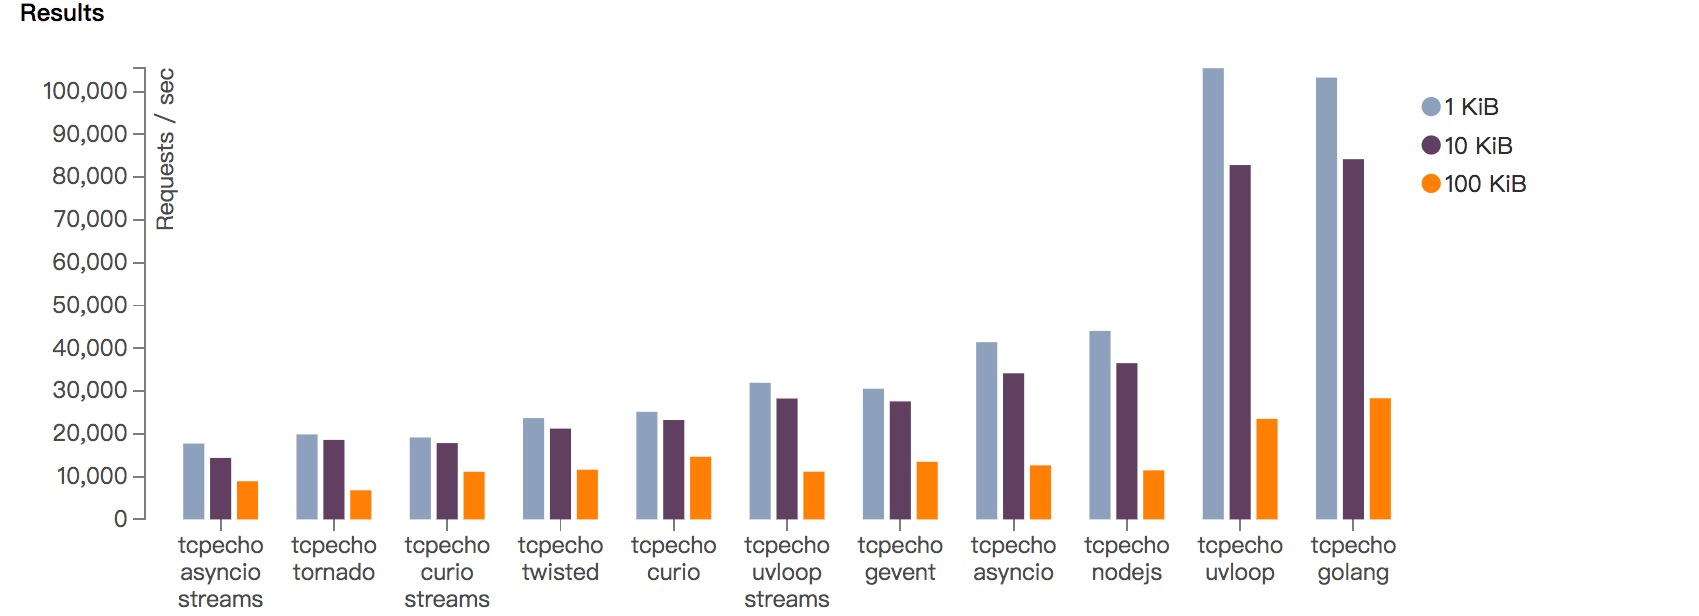 Results
100,000
90,000
80,000
70,000
60,000
50,000
40,000
30,000
20,000
10,000
0
Requests / sec
1 KiB
10 KiB
100 KiB
tcpecho
asyncio
streams
tcpecho
tornado
tcpecho
curio
streams
tcpecho
twisted
tcpecho
curio
tcpecho
uvloop
streams
tcpecho
gevent
tcpecho
asyncio
tcpecho
nodejs
tcpecho
uvloop
tcpecho
golang